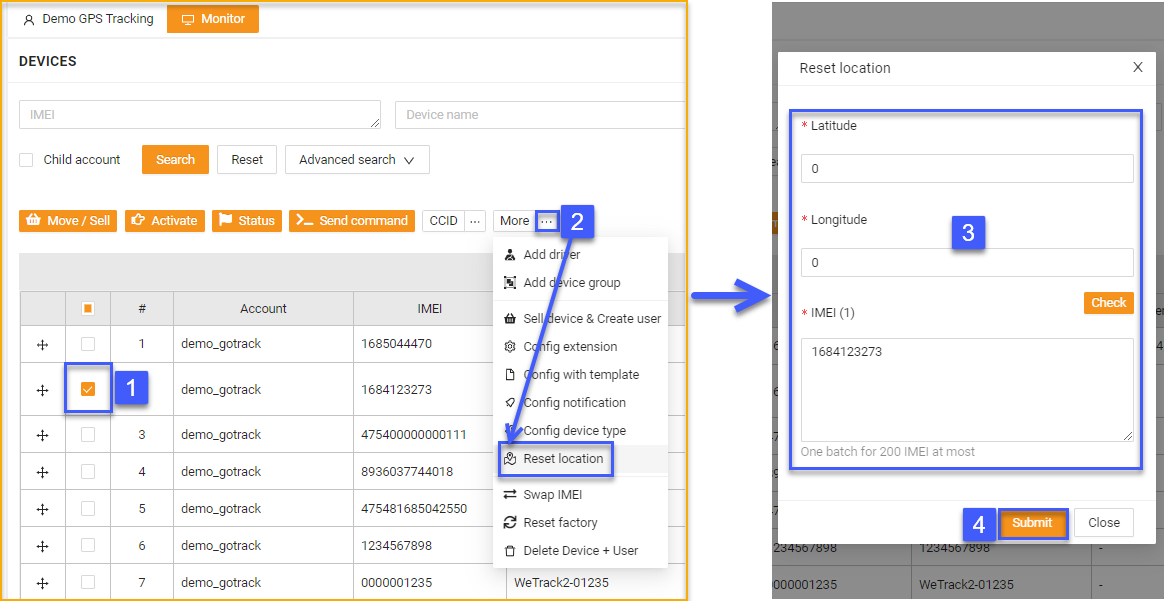 Demo GPS Tracking
Monitor
DEVICES
IMEI
Device name
Child account
Search
Reset
Advanced search
Move / Sell
Activate
Status
Send command
CCID
...
More
...
2
Add driver
Add device group
Sell device & Create user
Config extension
Config with template
Config notification
Config device type
Reset location
Swap IMEI
Reset factory
Delete Device + User
# Account IMEI
1 demo_gotrack 1685044470
1 demo_gotrack 1684123273
3 demo_gotrack 475400000000111
4 demo_gotrack 8936037744018
5 demo_gotrack 475481685042550
6 demo_gotrack 1234567898
7 demo_gotrack 0000001235 WeTrack2-01235
Reset location
X
* Latitude
0
* Longitude
0
3
Check
* IMEI (1)
1684123273
One batch for 200 IMEI at most
4
Submit
Close
234567898 1234567898 -
000001235 WeTrack2-01235 -